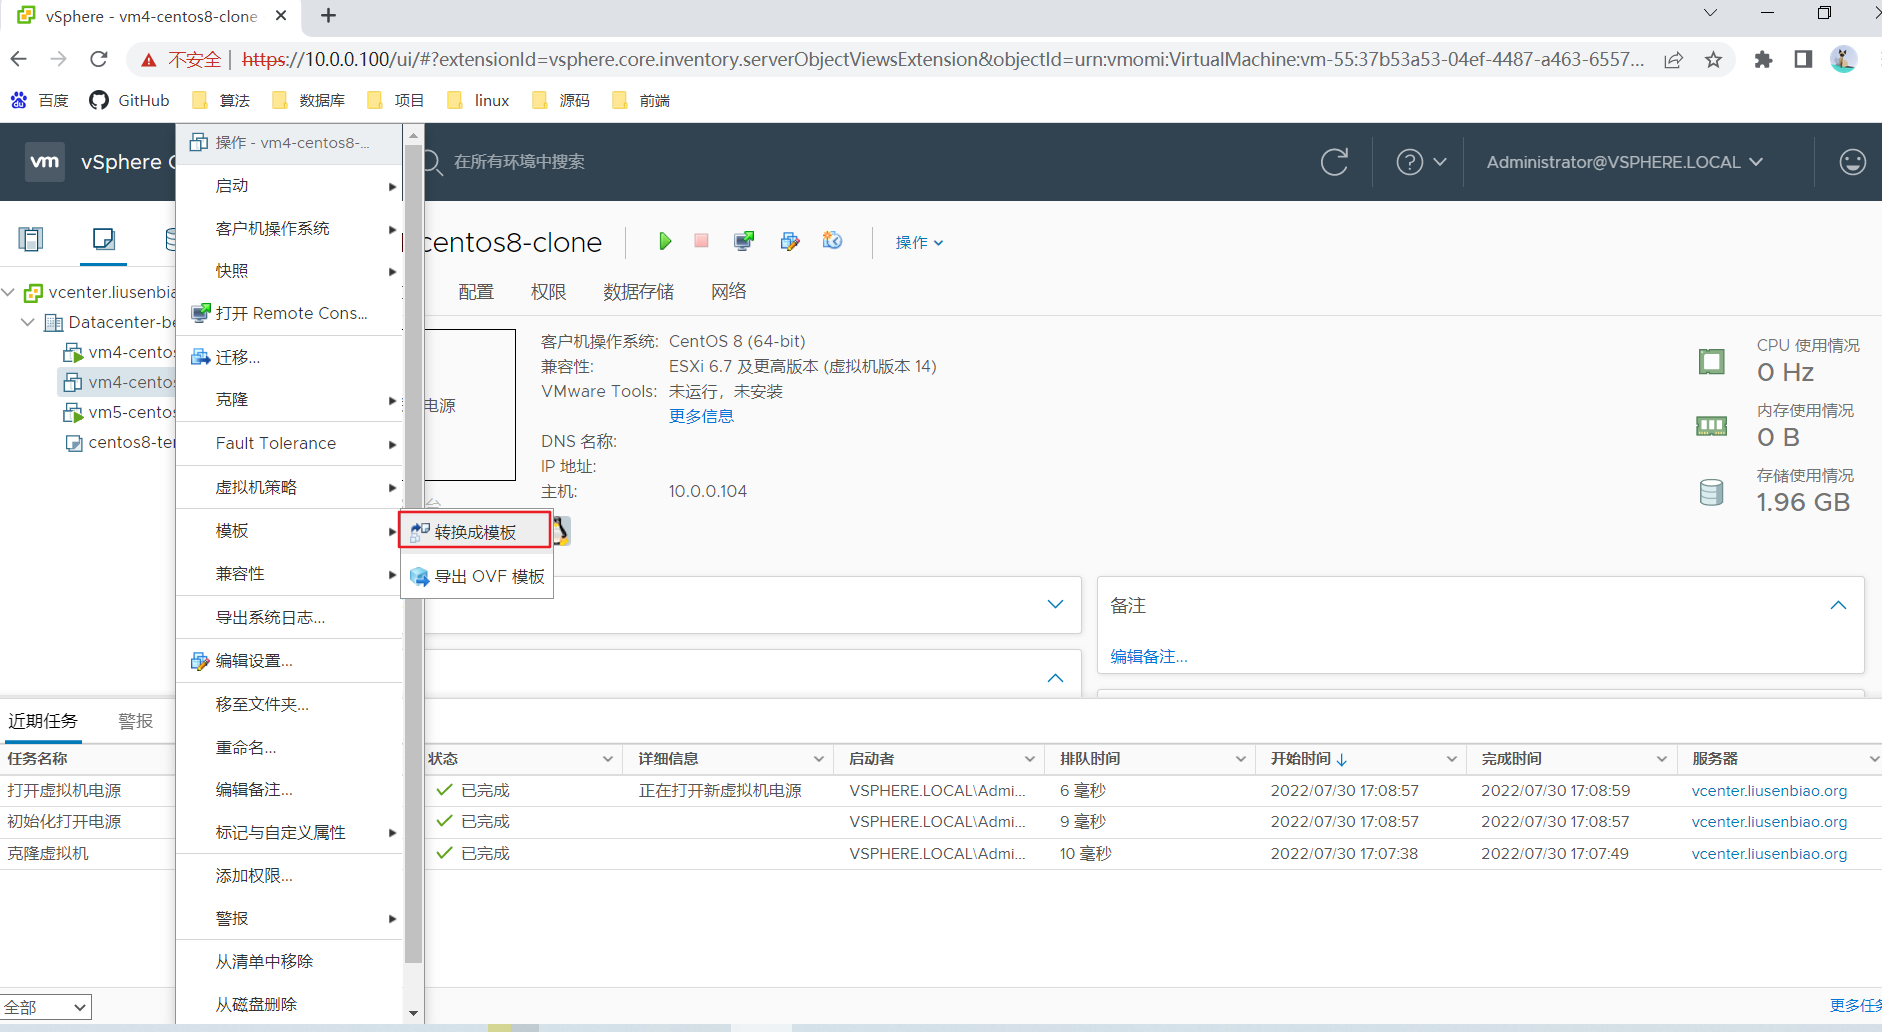 vSphere - vm4-centos8-clone
不安全 | https://10.0.0.100/ui/#?extensionId=vsphere.core.inventory.serverObjectViewsExtension&objectId=urn:vmomi:VirtualMachine:vm-55:37b53a53-04ef-4487-a463-6557...
百度 GitHub 算法 数据库 项目 linux 源码 前端
vm vSphere C
在所有环境中搜索
Administrator@VSPHERE.LOCAL
操作 - vm4-centos8-...
启动
客户机操作系统
快照
打开 Remote Cons...
迁移...
克隆
Fault Tolerance
虚拟机策略
模板
兼容性
导出系统日志...
编辑设置...
移至文件夹...
重命名...
编辑备注...
标记与自定义属性
添加权限...
警报
从清单中移除
从磁盘删除
转换成模板
导出 OVF 模板
vcenter.liusenbia
Datacenter-be
vm4-centos
vm4-centos
vm5-centos
centos8-ter
centos8-clone
操作
配置 权限 数据存储 网络
电源
客户机操作系统: CentOS 8 (64-bit)
兼容性: ESXi 6.7 及更高版本 (虚拟机版本 14)
VMware Tools: 未运行，未安装
更多信息
DNS 名称:
IP 地址:
主机: 10.0.0.104
CPU 使用情况
0 Hz
内存使用情况
0 B
存储使用情况
1.96 GB
备注
编辑备注...
近期任务 警报
任务名称 状态 详细信息 启动者 排队时间 开始时间 完成时间 服务器
打开虚拟机电源 已完成 正在打开新虚拟机电源 VSPHERE.LOCAL\Admi... 6 毫秒 2022/07/30 17:08:57 2022/07/30 17:08:59 vcenter.liusenbiao.org
初始化打开电源 已完成 VSPHERE.LOCAL\Admi... 9 毫秒 2022/07/30 17:08:57 2022/07/30 17:08:57 vcenter.liusenbiao.org
克隆虚拟机 已完成 VSPHERE.LOCAL\Admi... 10 毫秒 2022/07/30 17:07:38 2022/07/30 17:07:49 vcenter.liusenbiao.org
全部
更多任务